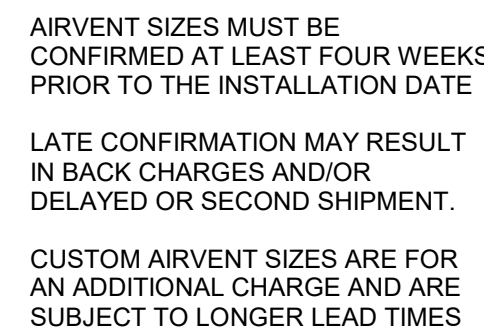 AIRVENT SIZES MUST BE
CONFIRMED AT LEAST FOUR WEEKS
PRIOR TO THE INSTALLATION DATE
LATE CONFIRMATION MAY RESULT
IN BACK CHARGES AND/OR
DELAYED OR SECOND SHIPMENT.
CUSTOM AIRVENT SIZES ARE FOR
AN ADDITIONAL CHARGE AND ARE
SUBJECT TO LONGER LEAD TIMES